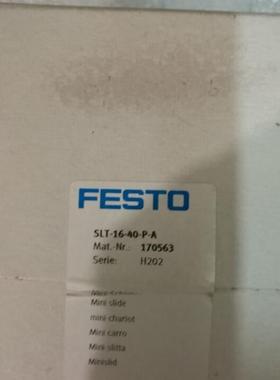 FESTO
SLT-16-40-P-A
Mat.-Nr.: 170563
Serie: H202
Mini slide
mini-chariot
Mini carro
Mini-slitta
Minislid